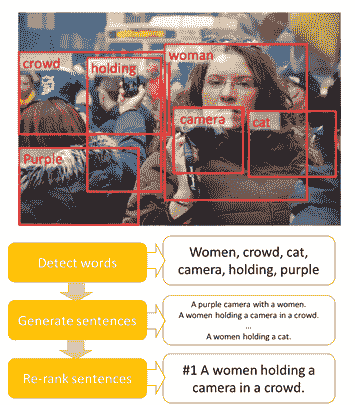 woman
crowd
holding
camera
cat
Purple
Detect words
Women, crowd, cat,
camera, holding, purple
Generate sentences
A purple camera with a women.
A women holding a camera in a crowd.
...
A women holding a cat.
Re-rank sentences
#1 A women holding a
camera in a crowd.